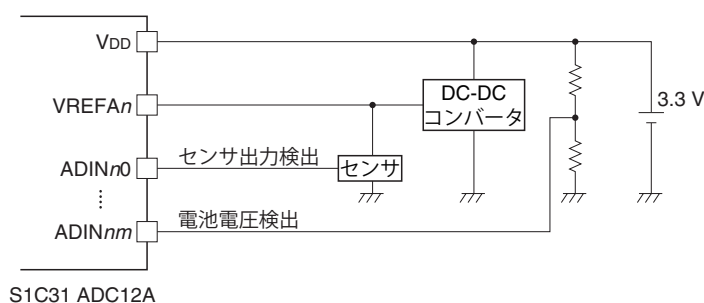 VDD
VREFAn
ADINn0
ADINnm
S1C31 ADC12A
センサ出力検出
電池電圧検出
センサ
DC-DC
コンバータ
3.3 V